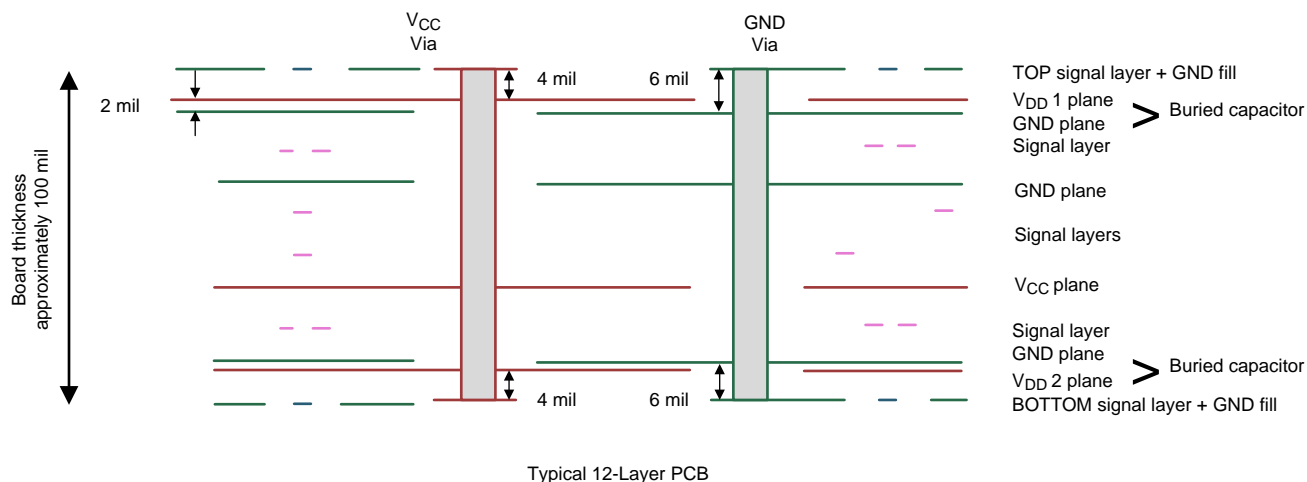 VCC
Via
GND
Via
4 mil
6 mil
2 mil
TOP signal layer + GND fill
VDD 1 plane
GND plane
> Buried capacitor
Signal layer
GND plane
Board thickness
approximately 100 mil
Signal layers
VCC plane
Signal layer
GND plane
VDD 2 plane
> Buried capacitor
4 mil
6 mil
BOTTOM signal layer + GND fill
Typical 12-Layer PCB